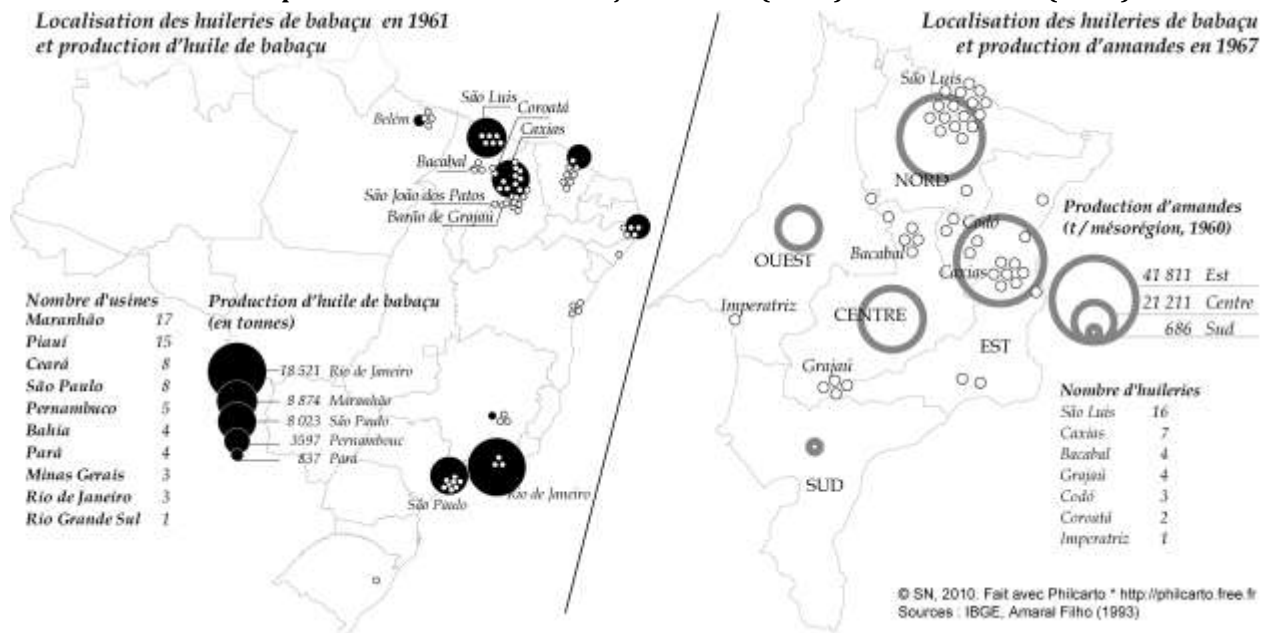 Localisation des huileries de babaçu en 1961
et production d'huile de babaçu
Belém
São Luis
Coroatá
Caxias
Bacabal
São João dos Patos
Barão de Grajaú
Nombre d'usines
Maranhão 17
Piauí 15
Ceará 8
São Paulo 8
Pernambuco 5
Bahia 4
Pará 4
Minas Gerais 3
Rio de Janeiro 3
Rio Grande Sul 1
Production d'huile de babaçu
(en tonnes)
18 521 Rio de Janeiro
8 874 Maranhão
8 023 São Paulo
3597 Pernambouc
837 Pará
São Paulo
Rio de Janeiro
Localisation des huileries de babaçu
et production d'amandes en 1967
São Luis
NORD
OUEST
Bacabal
Codó
Caxias
Imperatriz
CENTRE
EST
Grajaú
SUD
Production d'amandes
(t / mésorégion, 1960)
41 811 Est
21 211 Centre
686 Sud
Nombre d'huileries
São Luis 16
Caxias 7
Bacabal 4
Grajaú 4
Codó 3
Coroatá 2
Imperatriz 1
© SN, 2010. Fait avec Philcarto * http://philcarto.free.fr
Sources : IBGE, Amaral Filho (1993)